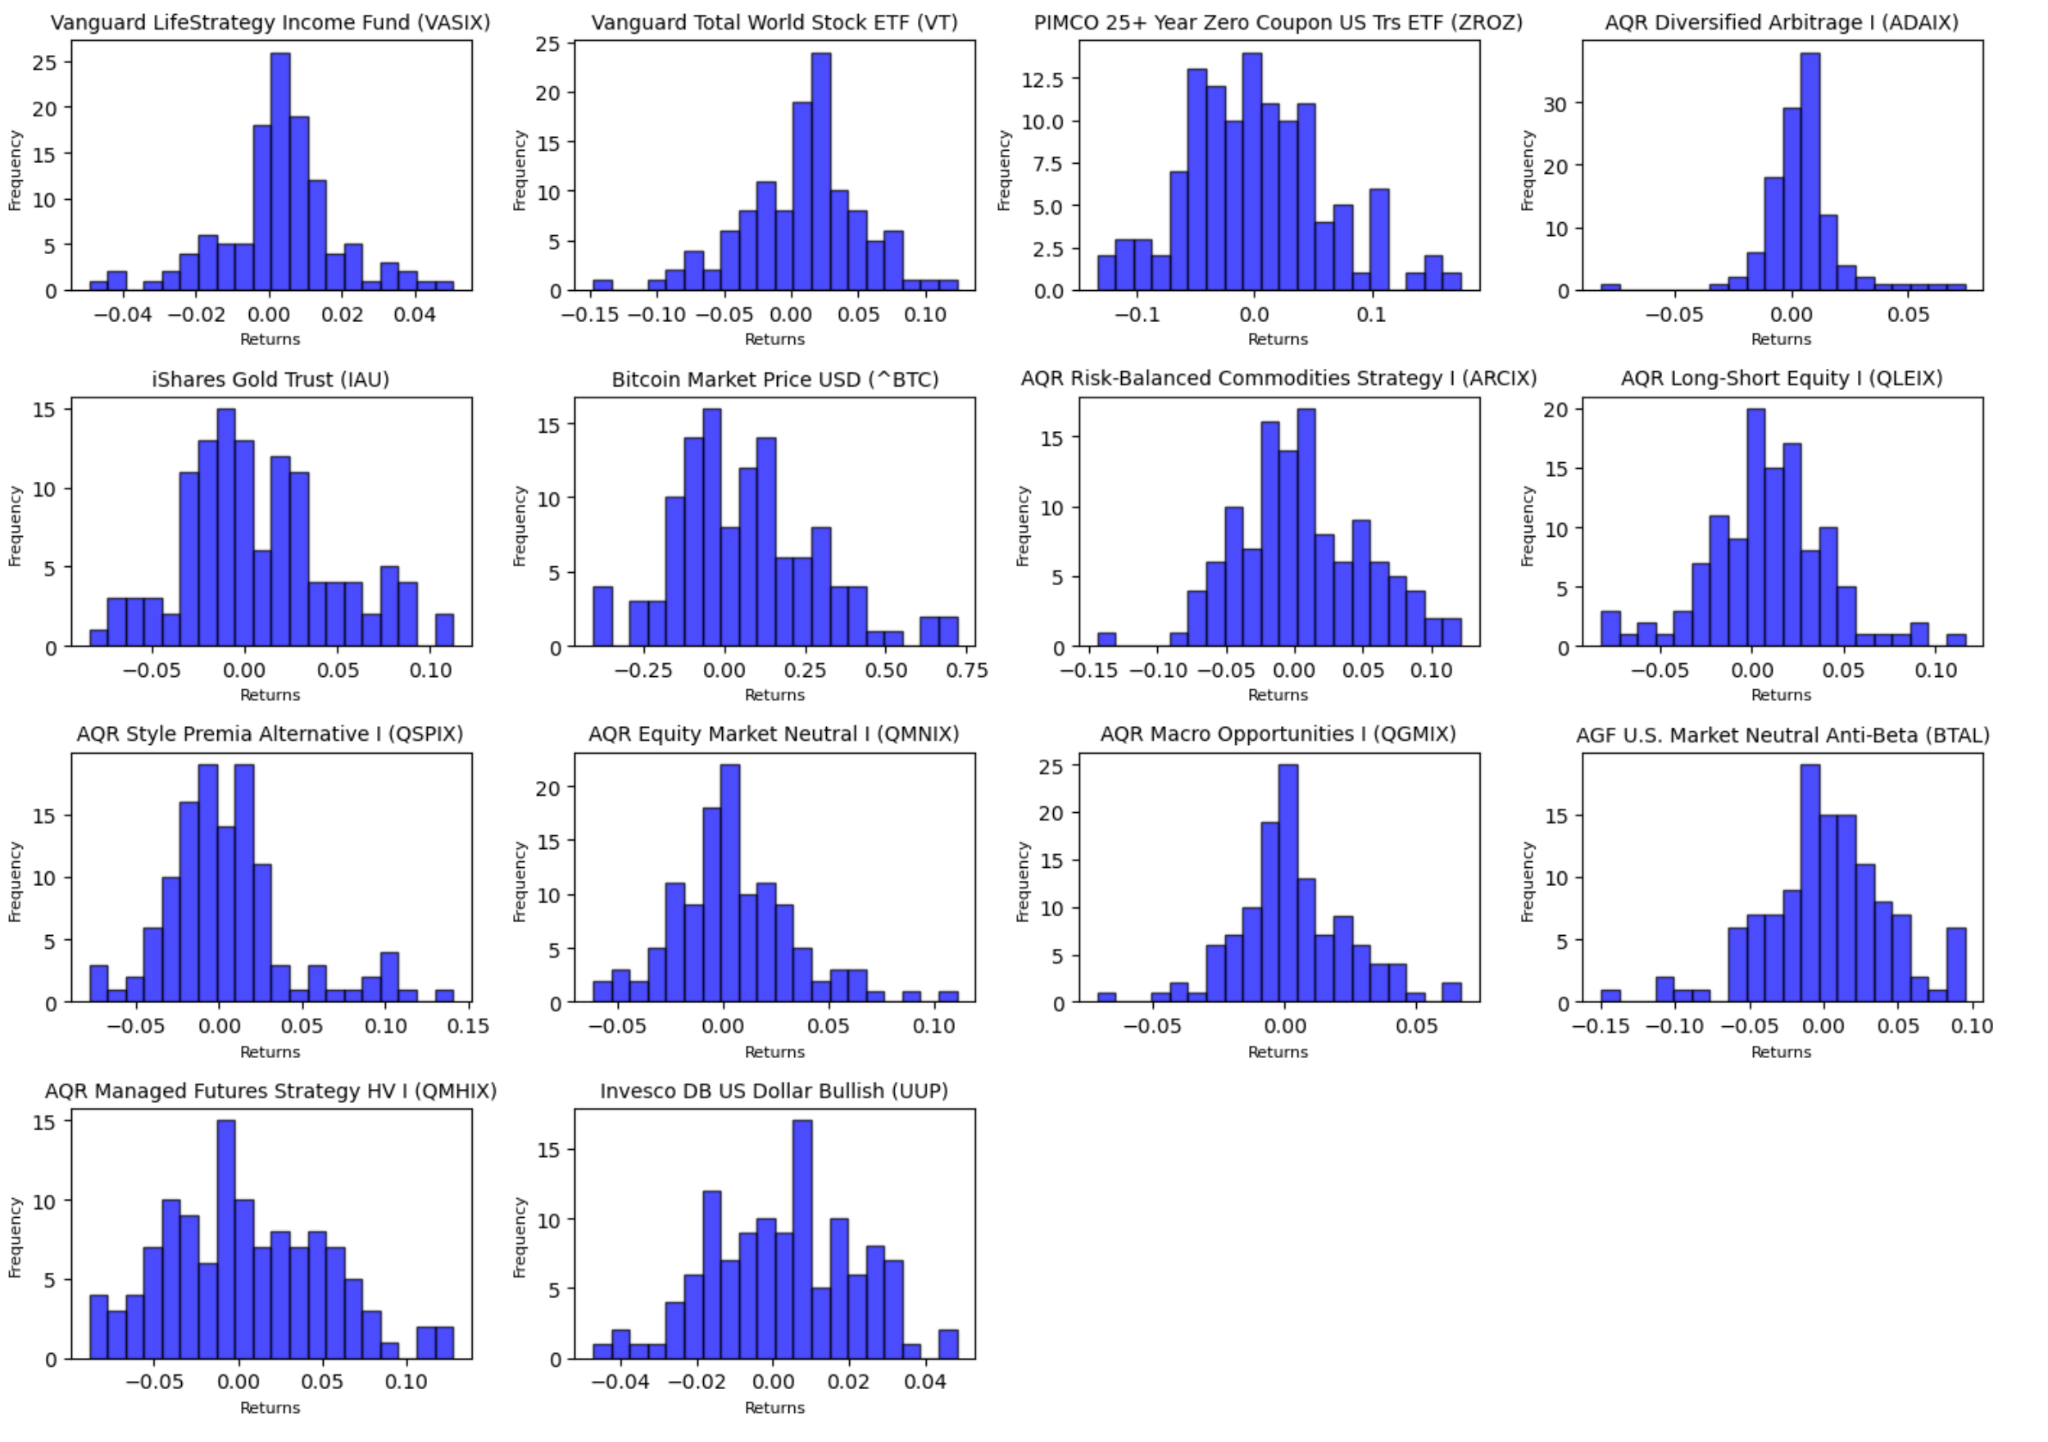 Vanguard LifeStrategy Income Fund (VASIX)
Frequency
25
20
15
10
5
0
−0.04 −0.02 0.00 0.02 0.04
Returns
Vanguard Total World Stock ETF (VT)
Frequency
25
20
15
10
5
0
−0.15 −0.10 −0.05 0.00 0.05 0.10
Returns
PIMCO 25+ Year Zero Coupon US Trs ETF (ZROZ)
Frequency
12.5
10.0
7.5
5.0
2.5
0.0
−0.1 0.0 0.1
Returns
AQR Diversified Arbitrage I (ADAIX)
Frequency
30
20
10
0
−0.05 0.00 0.05
Returns
iShares Gold Trust (IAU)
Frequency
15
10
5
0
−0.05 0.00 0.05 0.10
Returns
Bitcoin Market Price USD (^BTC)
Frequency
15
10
5
0
−0.25 0.00 0.25 0.50 0.75
Returns
AQR Risk-Balanced Commodities Strategy I (ARCIX)
Frequency
15
10
5
0
−0.15 −0.10 −0.05 0.00 0.05 0.10
Returns
AQR Long-Short Equity I (QLEIX)
Frequency
20
15
10
5
0
−0.05 0.00 0.05 0.10
Returns
AQR Style Premia Alternative I (QSPIX)
Frequency
15
10
5
0
−0.05 0.00 0.05 0.10 0.15
Returns
AQR Equity Market Neutral I (QMNIX)
Frequency
20
15
10
5
0
−0.05 0.00 0.05 0.10
Returns
AQR Macro Opportunities I (QGMIX)
Frequency
25
20
15
10
5
0
−0.05 0.00 0.05
Returns
AGF U.S. Market Neutral Anti-Beta (BTAL)
Frequency
15
10
5
0
−0.15 −0.10 −0.05 0.00 0.05 0.10
Returns
AQR Managed Futures Strategy HV I (QMHIX)
Frequency
15
10
5
0
−0.05 0.00 0.05 0.10
Returns
Invesco DB US Dollar Bullish (UUP)
Frequency
15
10
5
0
−0.04 −0.02 0.00 0.02 0.04
Returns